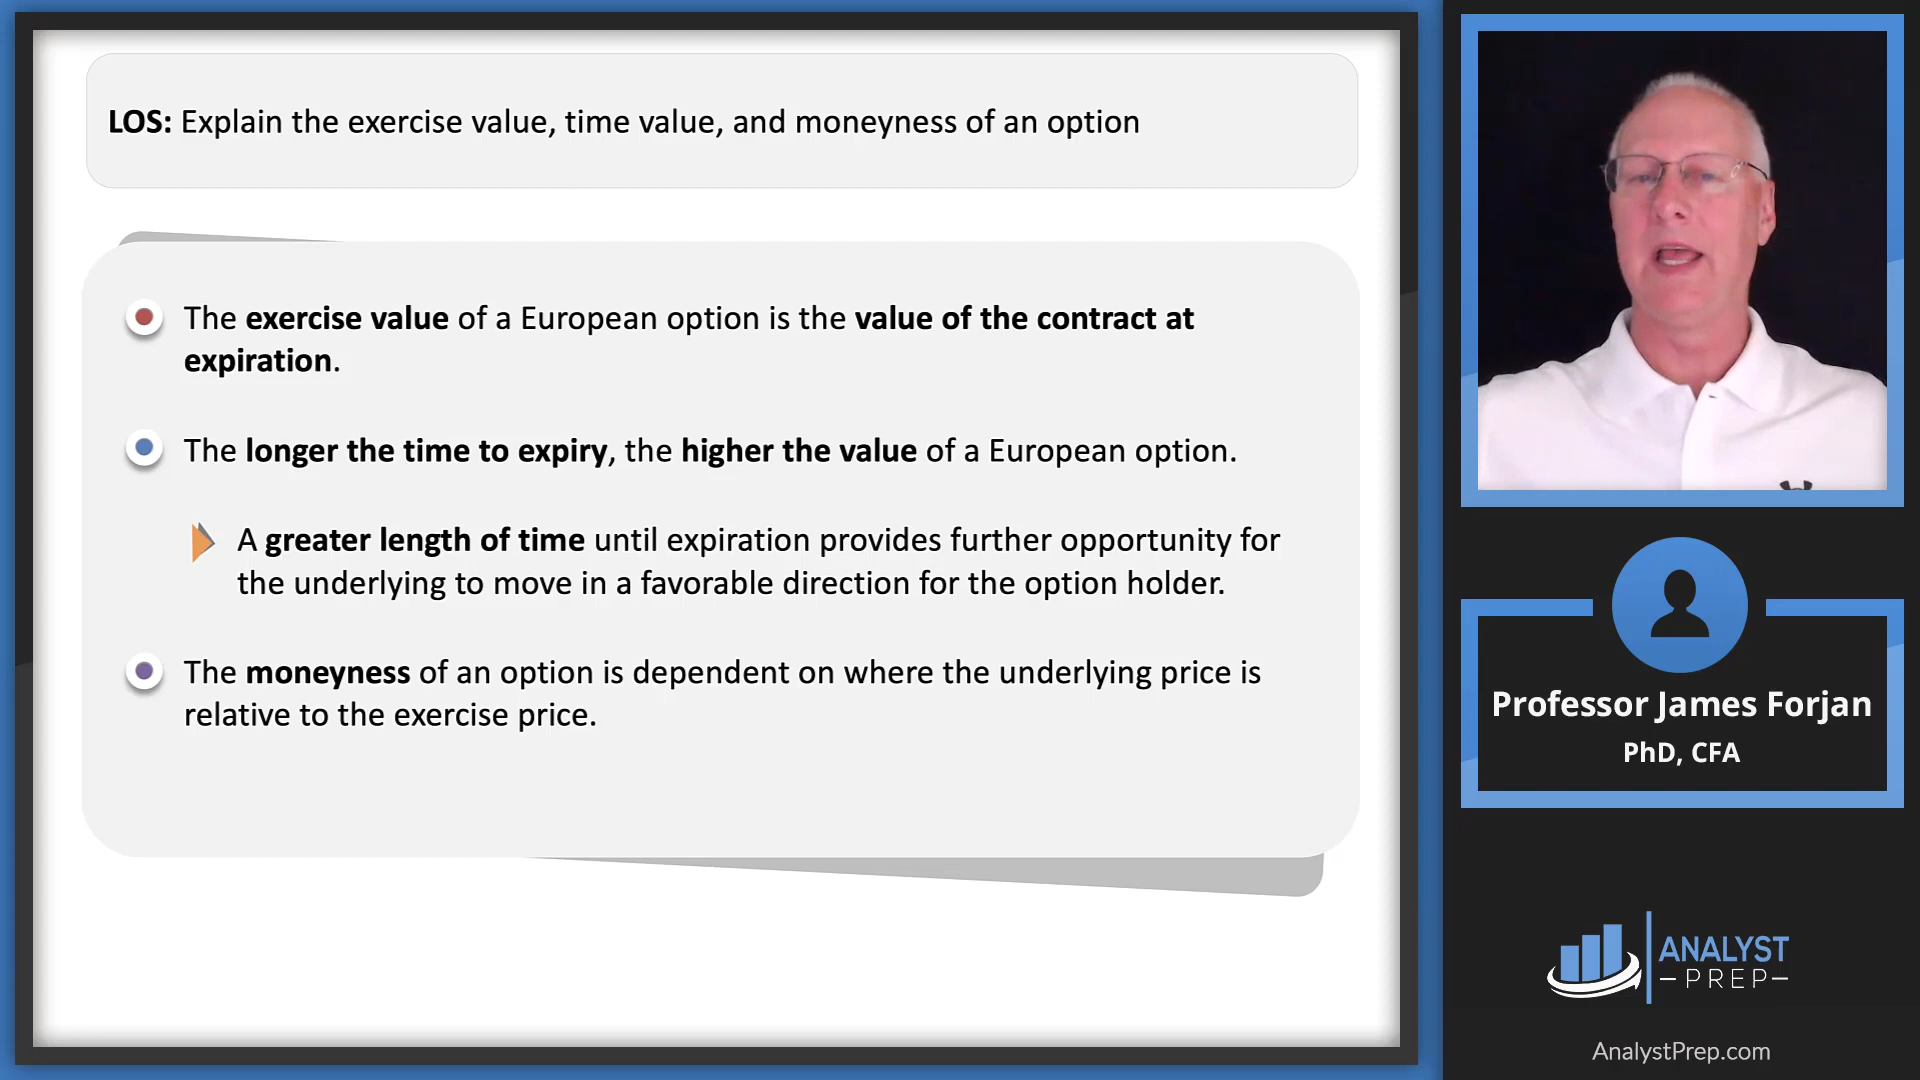 LOS: Explain the exercise value, time value, and moneyness of an option
The exercise value of a European option is the value of the contract at
expiration.
The longer the time to expiry, the higher the value of a European option.
A greater length of time until expiration provides further opportunity for
the underlying to move in a favorable direction for the option holder.
The moneyness of an option is dependent on where the underlying price is
relative to the exercise price.
Professor James Forjan
PhD, CFA
ANALYST
PREP
AnalystPrep.com